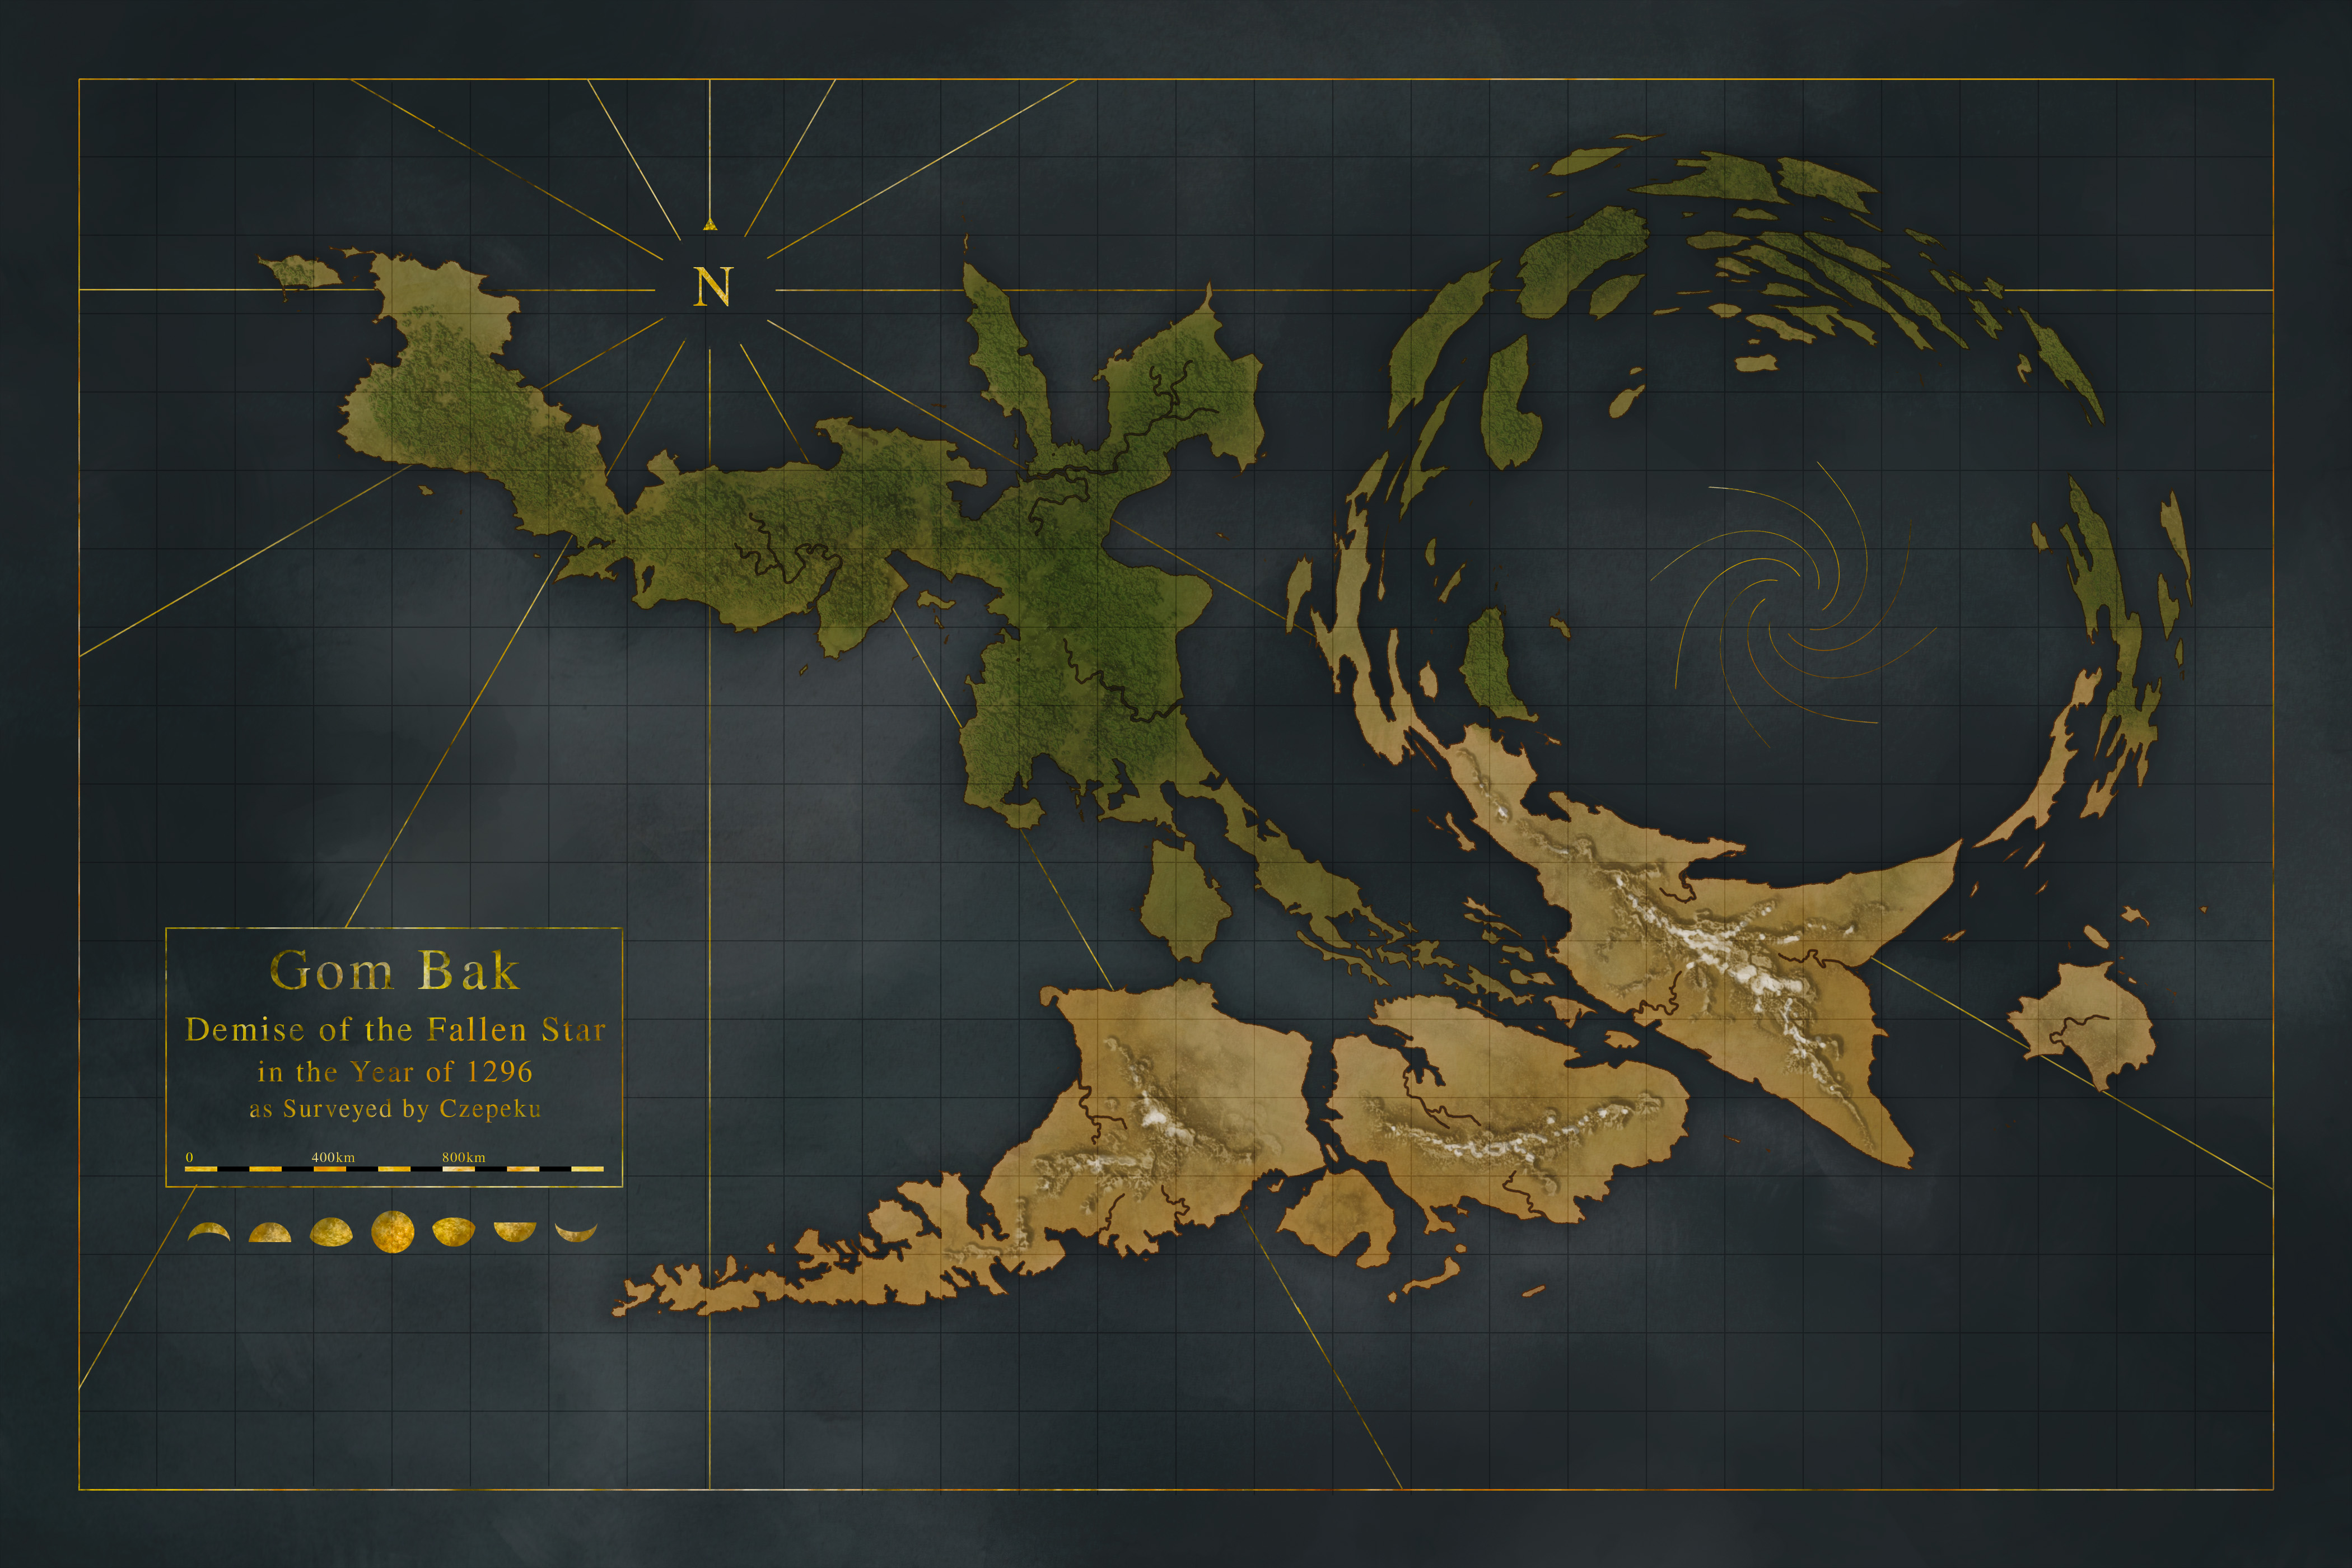 N
Gom Bak
Demise of the Fallen Star
in the Year of 1296
as Surveyed by Czepeku
0 400km 800km